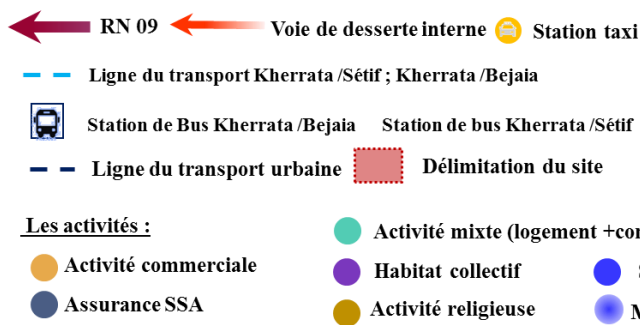 RN 09 Voie de desserte interne Station taxi
Ligne du transport Kherrata /Sétif ; Kherrata /Bejaia
Station de Bus Kherrata /Bejaia Station de bus Kherrata /Sétif
Ligne du transport urbaine Délimitation du site
Les activités :
Activité mixte (logement +con
Activité commerciale Habitat collectif S
Assurance SSA Activité religieuse M